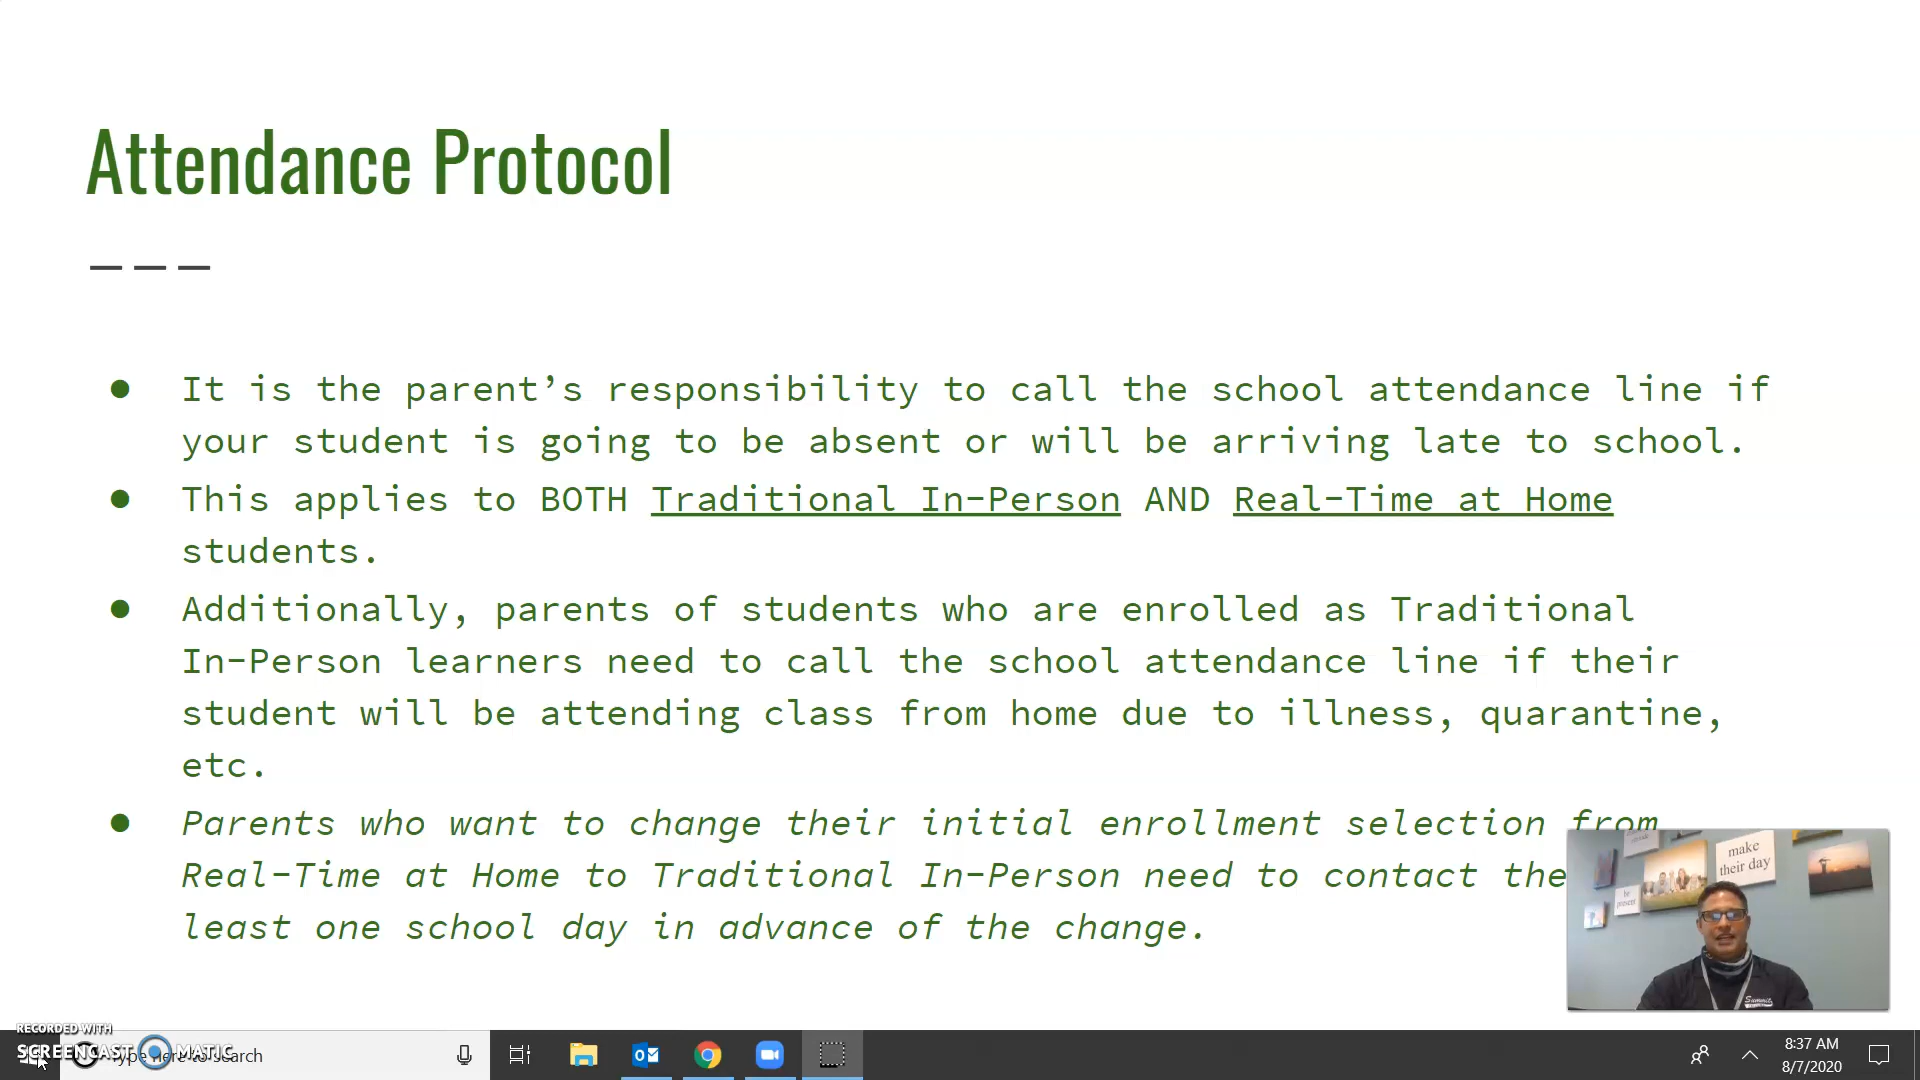 Attendance Protocol
● It is the parent’s responsibility to call the school attendance line if
your student is going to be absent or will be arriving late to school.
● This applies to BOTH Traditional In-Person AND Real-Time at Home
students.
● Additionally, parents of students who are enrolled as Traditional
In-Person learners need to call the school attendance line if their
student will be attending class from home due to illness, quarantine,
etc.
● Parents who want to change their initial enrollment selection from
Real-Time at Home to Traditional In-Person need to contact the
least one school day in advance of the change.
make
their day
be
present
Summit
RECORDED WITH
SCREENCAST MATIC
Type here to search
8:37 AM
8/7/2020